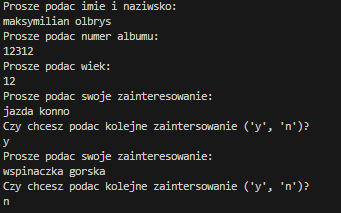 Prosze podac imie i naziwsko:
maksymilian olbrys
Prosze podac numer albumu:
12312
Prosze podac wiek:
12
Prosze podac swoje zainteresowanie:
jazda konno
Czy chcesz podac kolejne zaintersowanie ('y', 'n')?
y
Prosze podac swoje zainteresowanie:
wspinaczka gorska
Czy chcesz podac kolejne zaintersowanie ('y', 'n')?
n